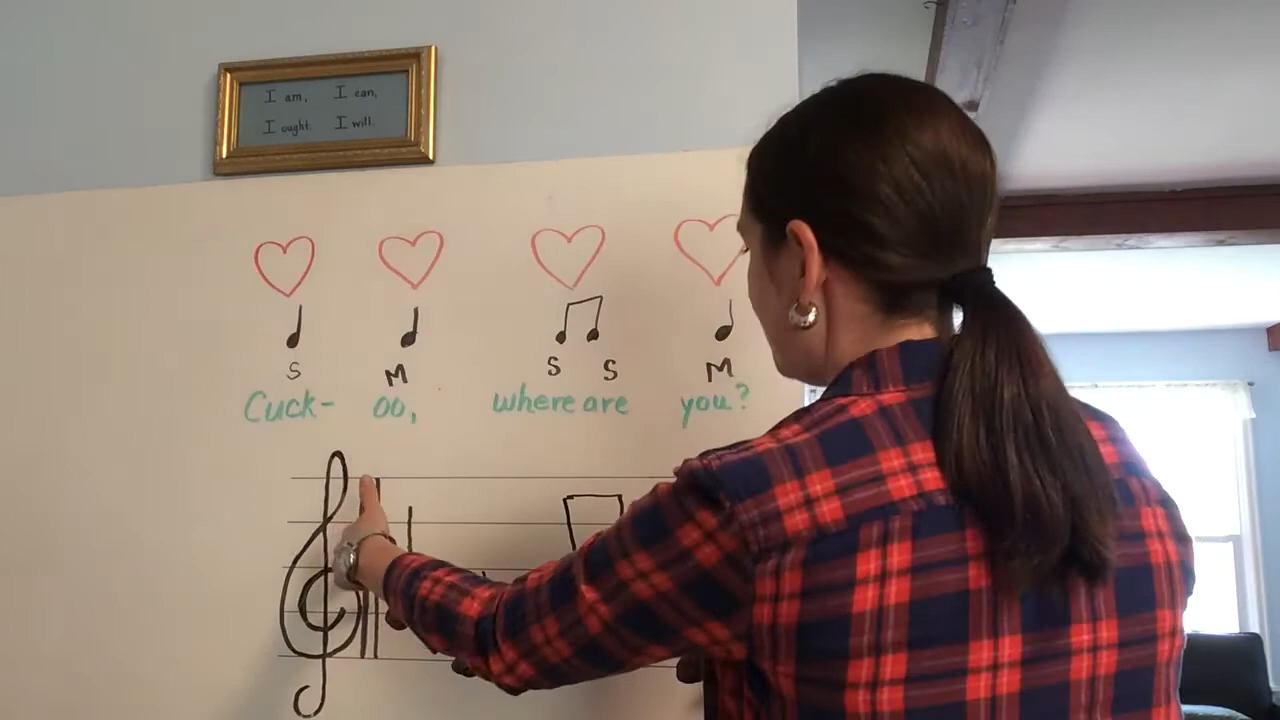 I am, I can,
I ought, I will.
S M S S M
Cuck- oo, where are you?